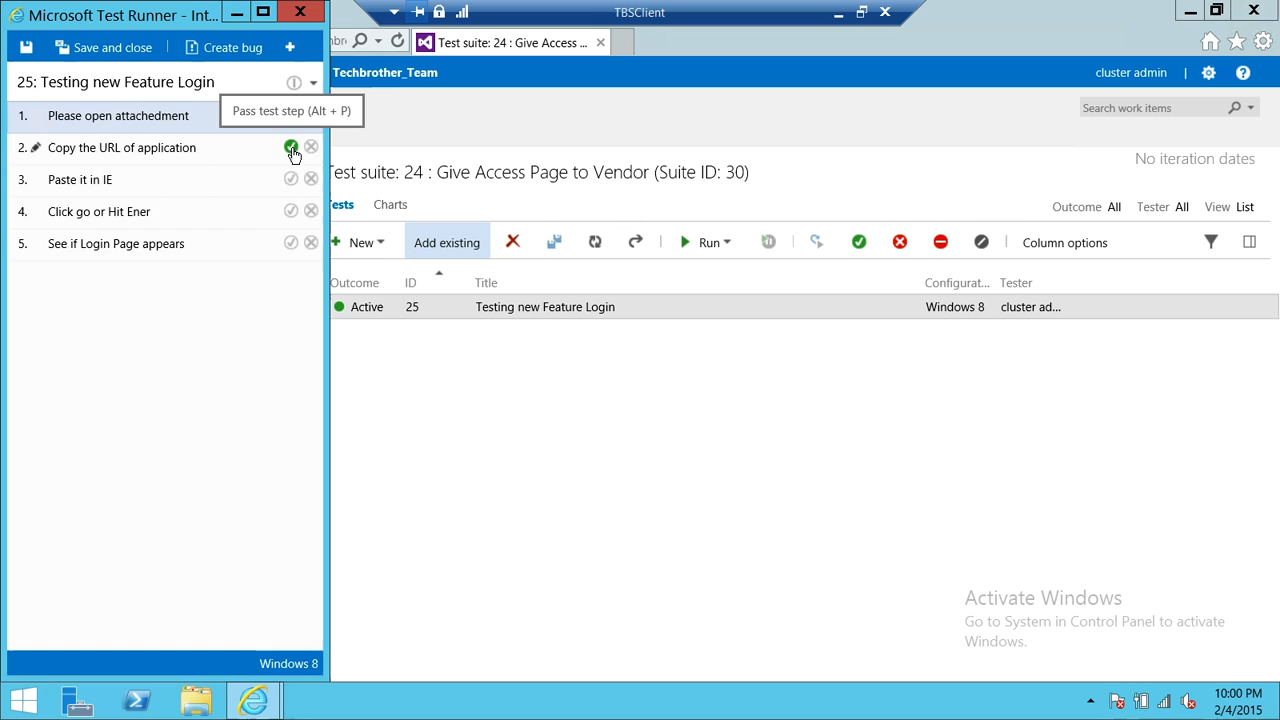 Microsoft Test Runner - Int...
TBSClient
Save and close
Create bug
Test suite: 24 : Give Access ...
25: Testing new Feature Login
Techbrother_Team
cluster admin
Pass test step (Alt + P)
Search work items
1. Please open attachedment
2. Copy the URL of application
3. Paste it in IE
4. Click go or Hit Ener
5. See if Login Page appears
No iteration dates
est suite: 24 : Give Access Page to Vendor (Suite ID: 30)
ests
Charts
Outcome All
Tester All
View List
New
Add existing
Run
Column options
Outcome
ID
Title
Configurat...
Tester
Active
25
Testing new Feature Login
Windows 8
cluster ad...
Activate Windows
Go to System in Control Panel to activate
Windows.
Windows 8
10:00 PM
2/4/2015